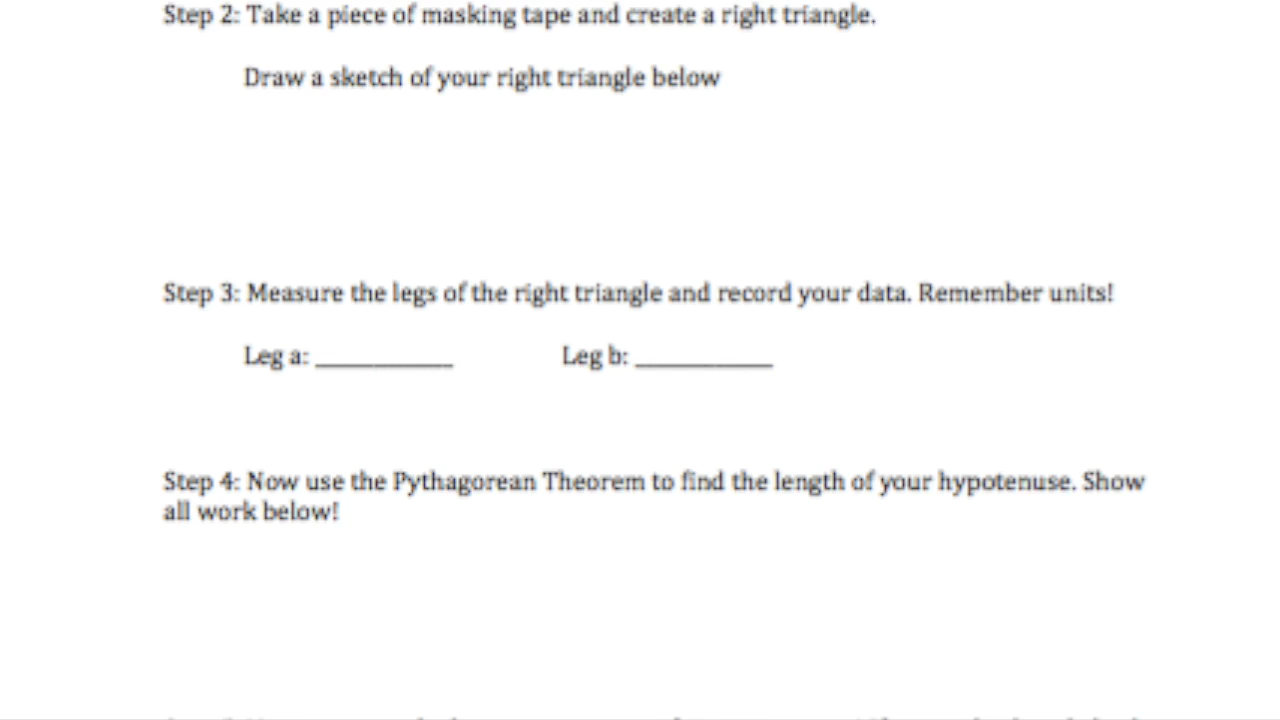 Step 2: Take a piece of masking tape and create a right triangle.
Draw a sketch of your right triangle below
Step 3: Measure the legs of the right triangle and record your data. Remember units!
Leg a: ___________ Leg b: ___________
Step 4: Now use the Pythagorean Theorem to find the length of your hypotenuse. Show
all work below!